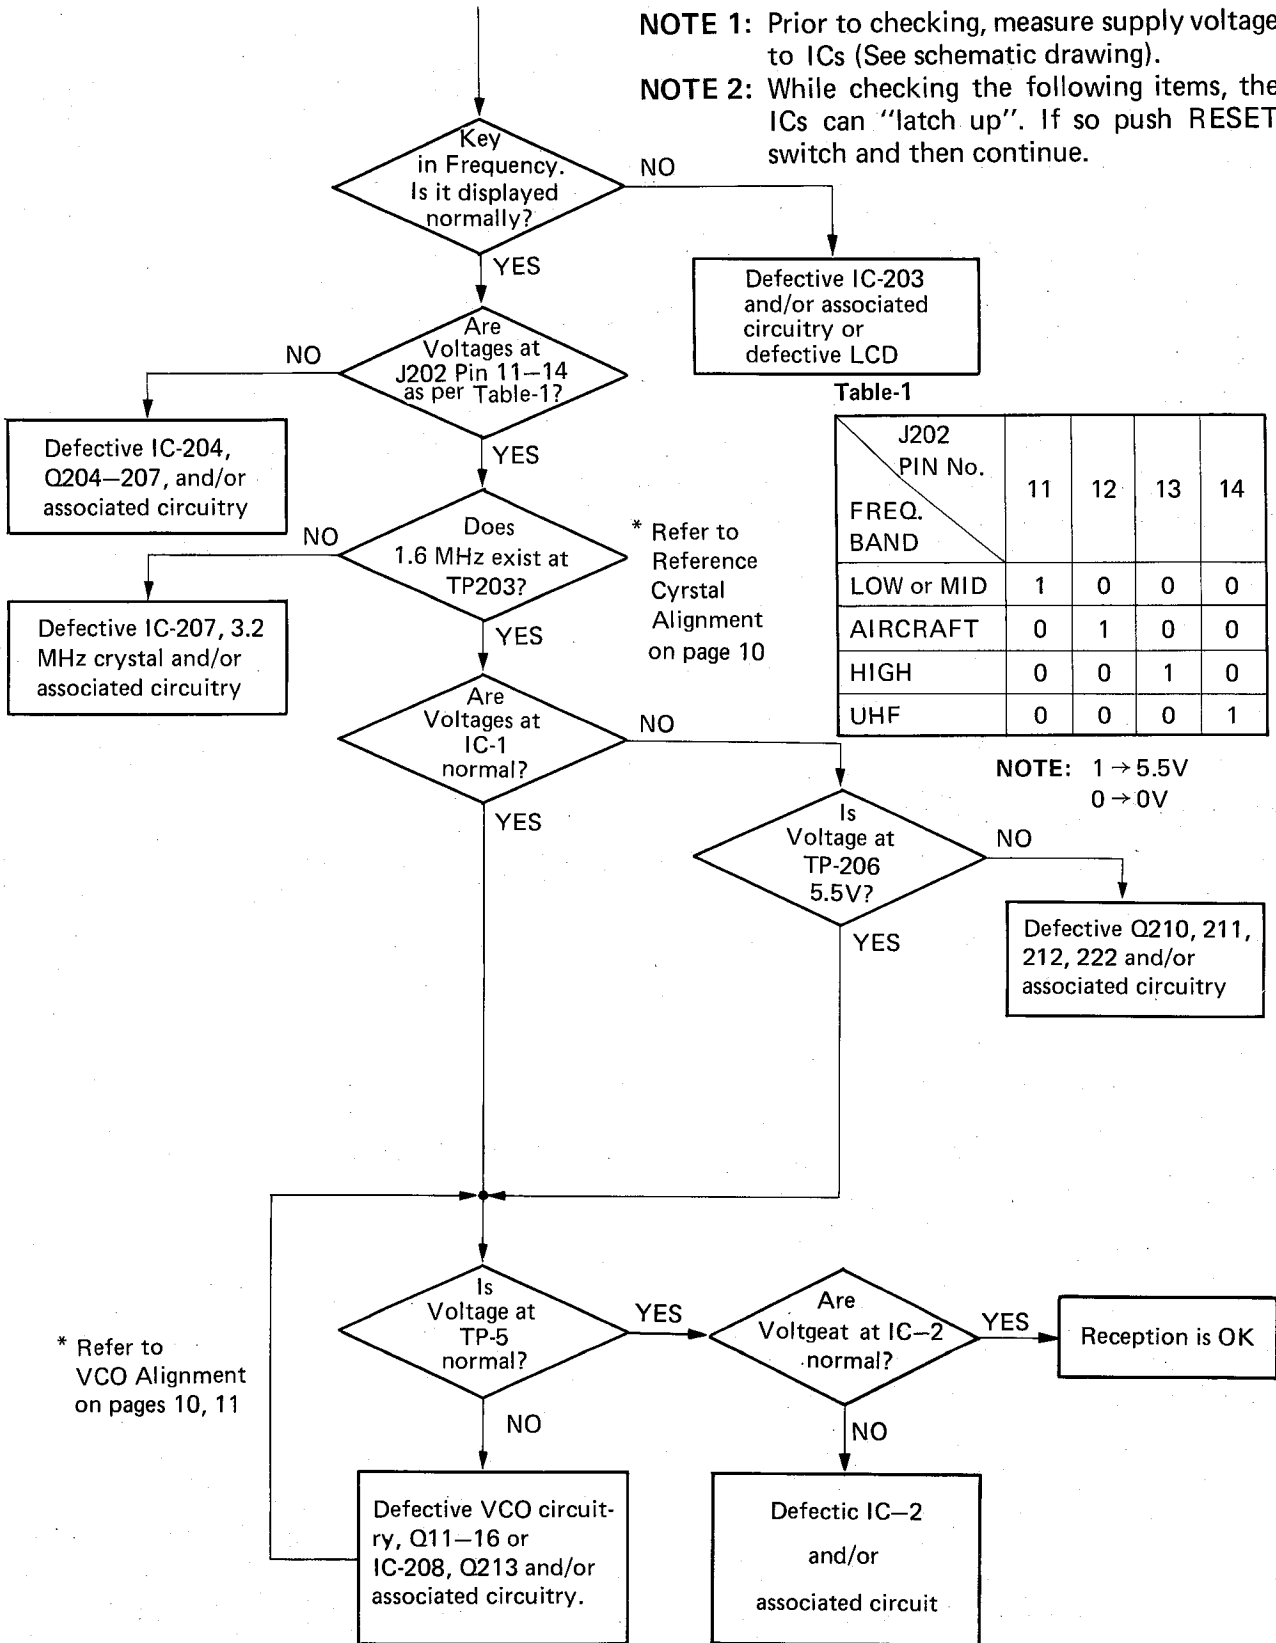 NOTE 1: Prior to checking, measure supply voltage
to ICs (See schematic drawing).
NOTE 2: While checking the following items, the
ICs can "latch up". If so push RESET
switch and then continue.
Key
in Frequency.
Is it displayed
normally?
NO
YES
Defective IC-203
and/or associated
circuitry or
defective LCD
Are
Voltages at
J202 Pin 11–14
as per Table-1?
NO
YES
Defective IC-204,
Q204–207, and/or
associated circuitry
Table-1
J202
PIN No.
FREQ.
BAND
11 12 13 14
LOW or MID 1 0 0 0
AIRCRAFT 0 1 0 0
HIGH 0 0 1 0
UHF 0 0 0 1
NOTE: 1 → 5.5V
0 → 0V
Does
1.6 MHz exist at
TP203?
NO
YES
* Refer to
Reference
Cyrstal
Alignment
on page 10
Defective IC-207, 3.2
MHz crystal and/or
associated circuitry
Are
Voltages at
IC-1
normal?
NO
YES
Is
Voltage at
TP-206
5.5V?
NO
YES
Defective Q210, 211,
212, 222 and/or
associated circuitry
Is
Voltage at
TP-5
normal?
YES
NO
Are
Voltgeat at IC–2
normal?
YES
NO
Reception is OK
* Refer to
VCO Alignment
on pages 10, 11
Defective VCO circuit-
ry, Q11–16 or
IC-208, Q213 and/or
associated circuitry.
Defectic IC–2
and/or
associated circuit